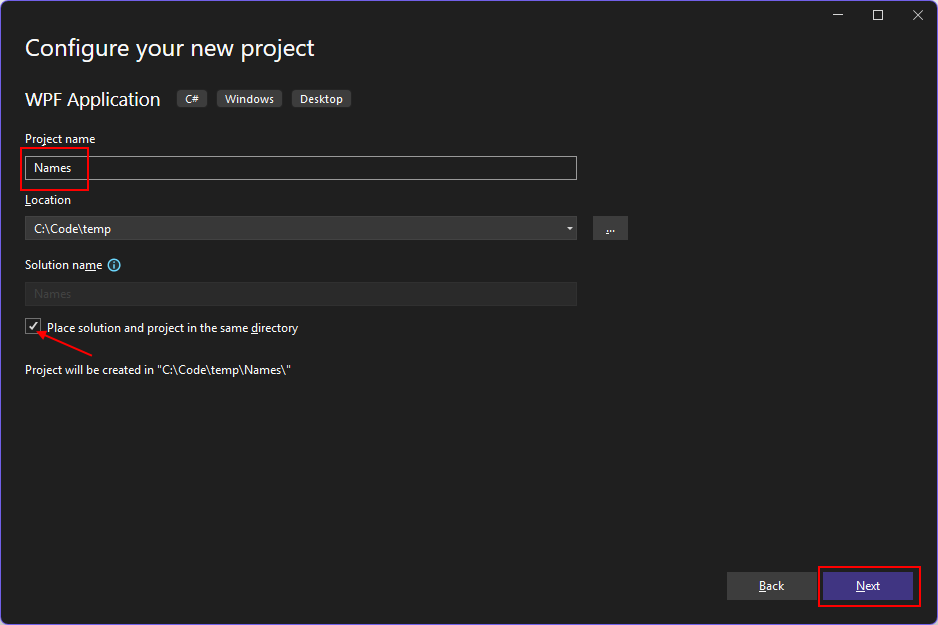 Configure your new project
WPF Application C# Windows Desktop
Project name
Names
Location
C:\Code\temp ...
Solution name
Names
Place solution and project in the same directory
Project will be created in "C:\Code\temp\Names\"
Back Next